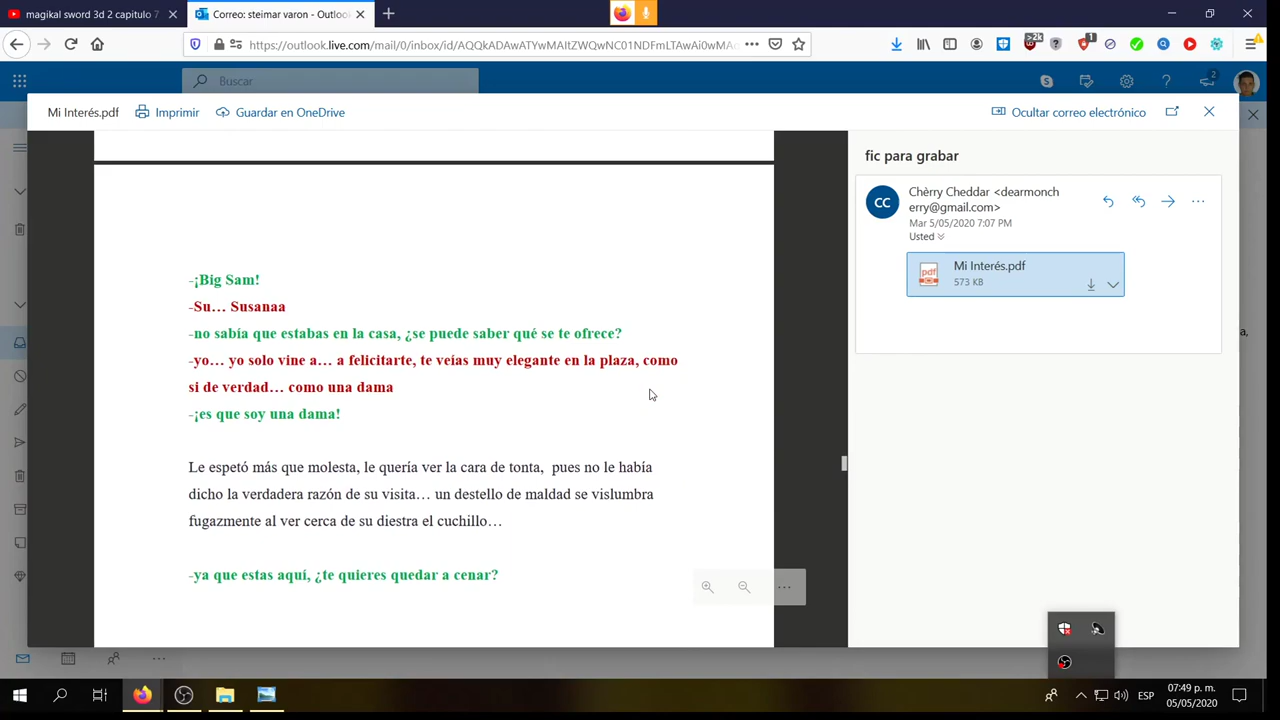 magikal sword 3d 2 capitulo 7
Correo: steimar varon - Outlook
https://outlook.live.com/mail/0/inbox/id/AQQkADAwATYwMAItZWQwNC01NDFmLTAwAi0wMAo
>2k
1
Buscar
2
Mi Interés.pdf
Imprimir
Guardar en OneDrive
Ocultar correo electrónico
-¡Big Sam!
-Su… Susanaa
-no sabía que estabas en la casa, ¿se puede saber qué se te ofrece?
-yo… yo solo vine a… a felicitarte, te veías muy elegante en la plaza, como
si de verdad… como una dama
-¡es que soy una dama!
Le espetó más que molesta, le quería ver la cara de tonta, pues no le había
dicho la verdadera razón de su visita… un destello de maldad se vislumbra
fugazmente al ver cerca de su diestra el cuchillo…
-ya que estas aquí, ¿te quieres quedar a cenar?
fic para grabar
CC
Chèrry Cheddar <dearmonch
erry@gmail.com>
Mar 5/05/2020 7:07 PM
Usted
pdf
Mi Interés.pdf
573 KB
ESP
07:49 p. m.
05/05/2020